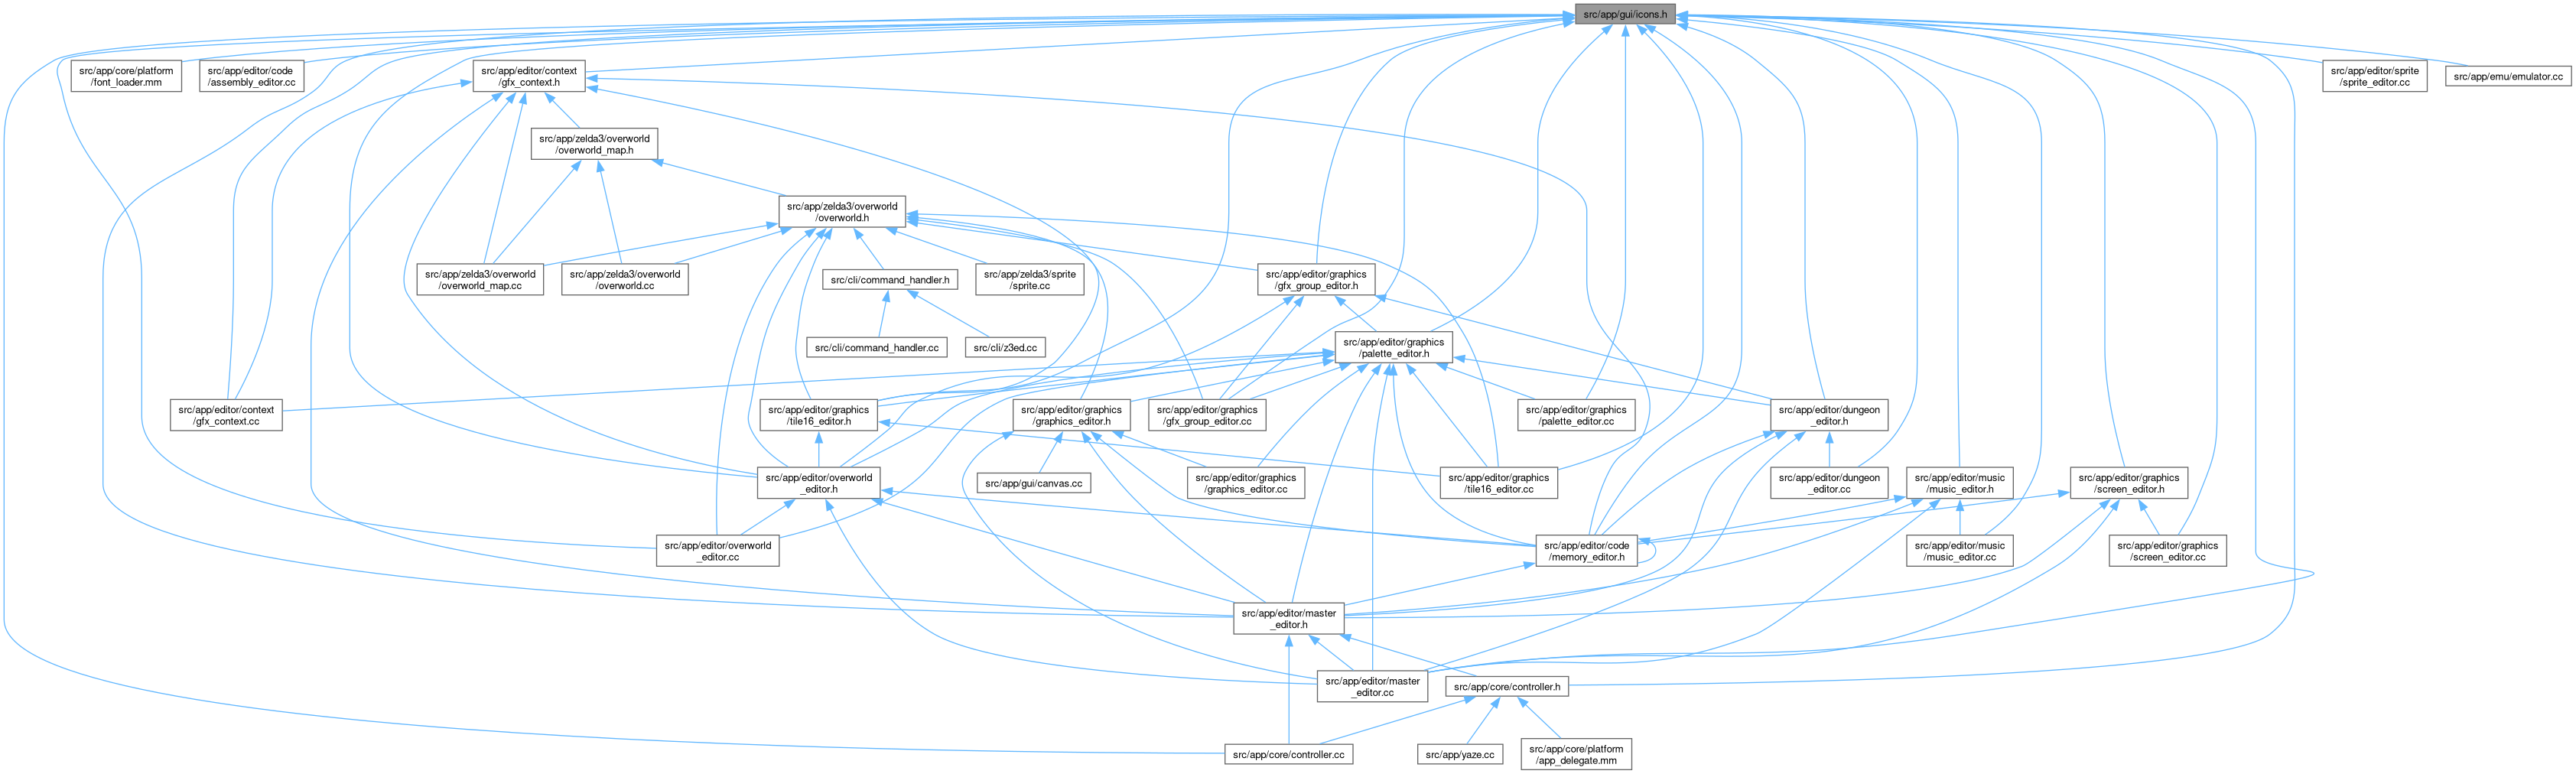 src/app/gui/icons.h
src/app/core/platform
/font_loader.mm
src/app/editor/code
/assembly_editor.cc
src/app/editor/context
/gfx_context.h
src/app/editor/sprite
/sprite_editor.cc
src/app/emu/emulator.cc
src/app/zelda3/overworld
/overworld_map.h
src/app/zelda3/overworld
/overworld.h
src/app/zelda3/overworld
/overworld_map.cc
src/app/zelda3/overworld
/overworld.cc
src/cli/command_handler.h
src/app/zelda3/sprite
/sprite.cc
src/app/editor/graphics
/gfx_group_editor.h
src/cli/command_handler.cc
src/cli/z3ed.cc
src/app/editor/graphics
/palette_editor.h
src/app/editor/context
/gfx_context.cc
src/app/editor/graphics
/tile16_editor.h
src/app/editor/graphics
/graphics_editor.h
src/app/editor/graphics
/gfx_group_editor.cc
src/app/editor/graphics
/palette_editor.cc
src/app/editor/dungeon
_editor.h
src/app/editor/overworld
_editor.h
src/app/gui/canvas.cc
src/app/editor/graphics
/graphics_editor.cc
src/app/editor/graphics
/tile16_editor.cc
src/app/editor/dungeon
_editor.cc
src/app/editor/music
/music_editor.h
src/app/editor/graphics
/screen_editor.h
src/app/editor/overworld
_editor.cc
src/app/editor/code
/memory_editor.h
src/app/editor/music
/music_editor.cc
src/app/editor/graphics
/screen_editor.cc
src/app/editor/master
_editor.h
src/app/editor/master
_editor.cc
src/app/core/controller.h
src/app/core/controller.cc
src/app/yaze.cc
src/app/core/platform
/app_delegate.mm